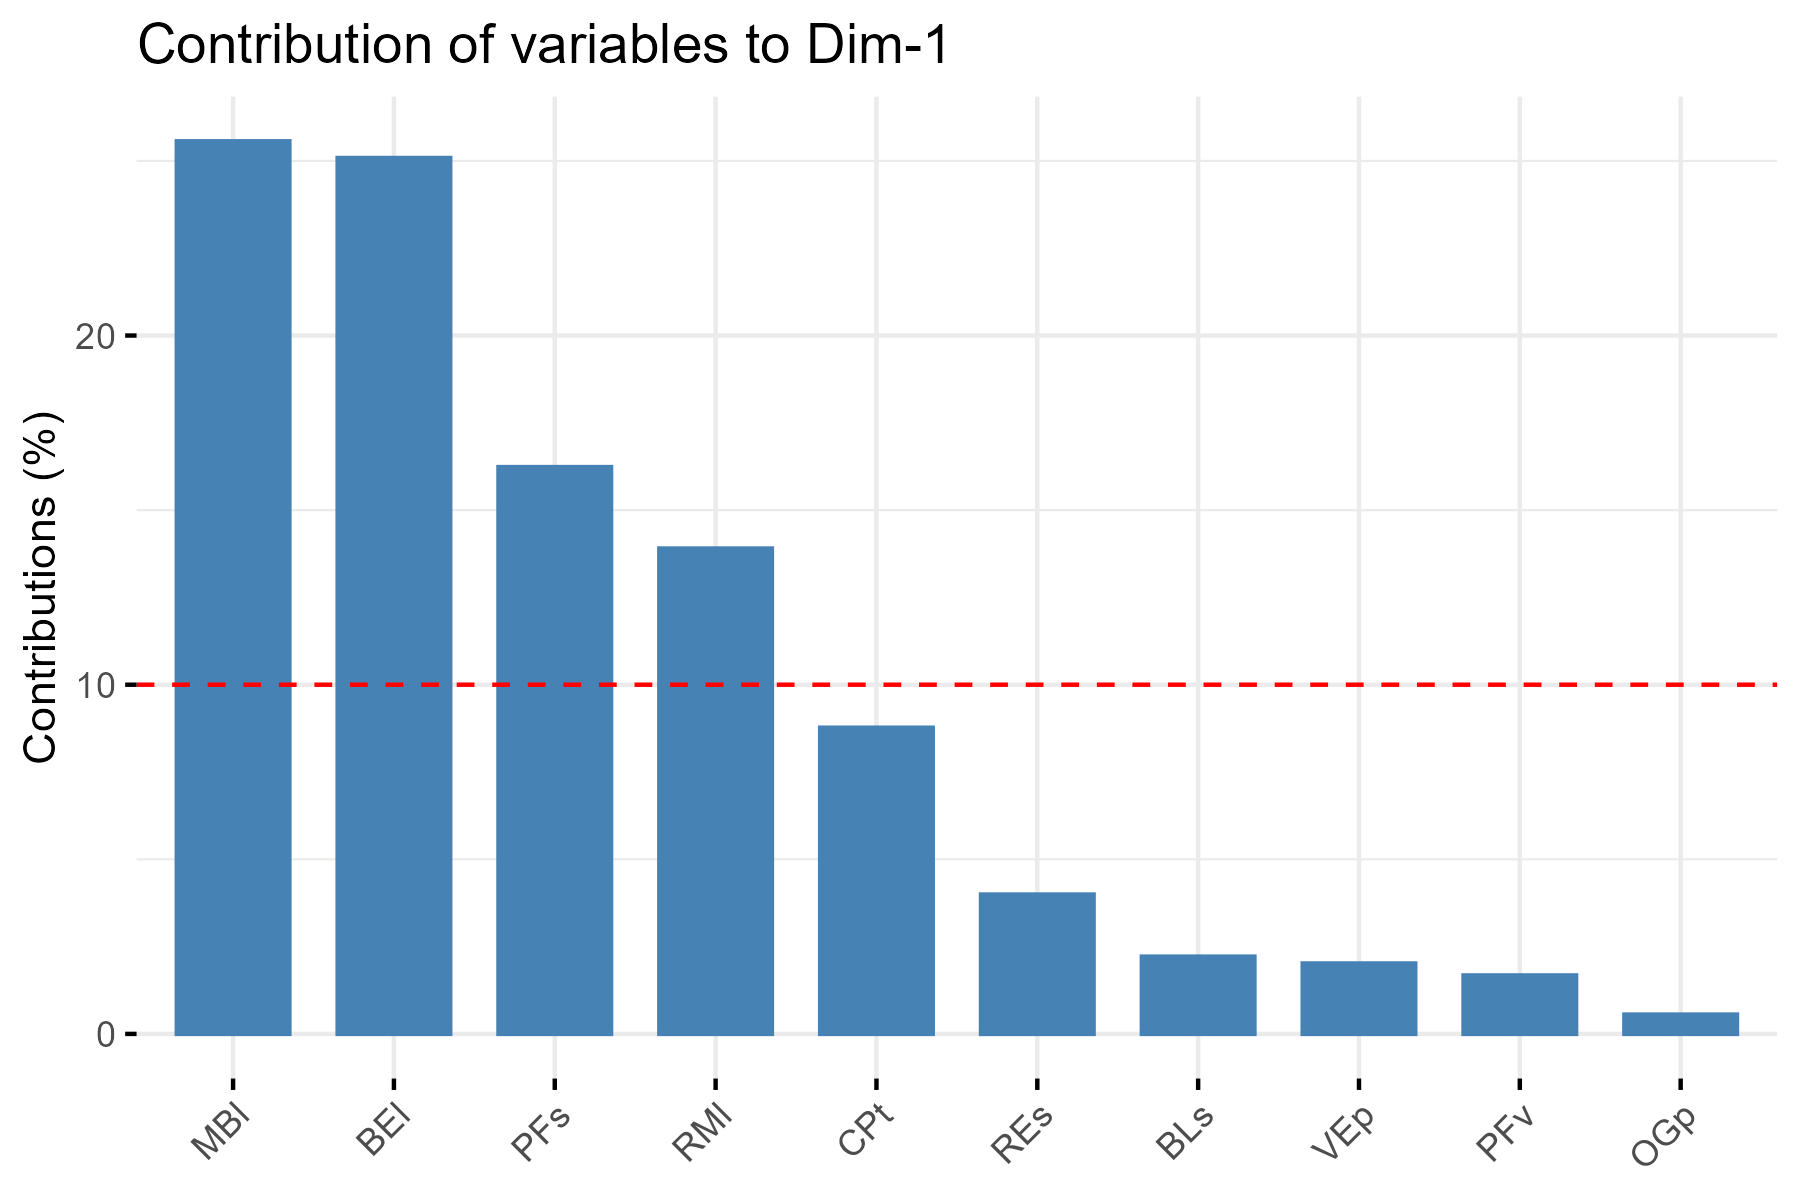 Contribution of variables to Dim-1
Contributions (%)
20
10
0
MBl
BEl
PFs
RMl
CPt
REs
BLs
VEp
PFv
OGp